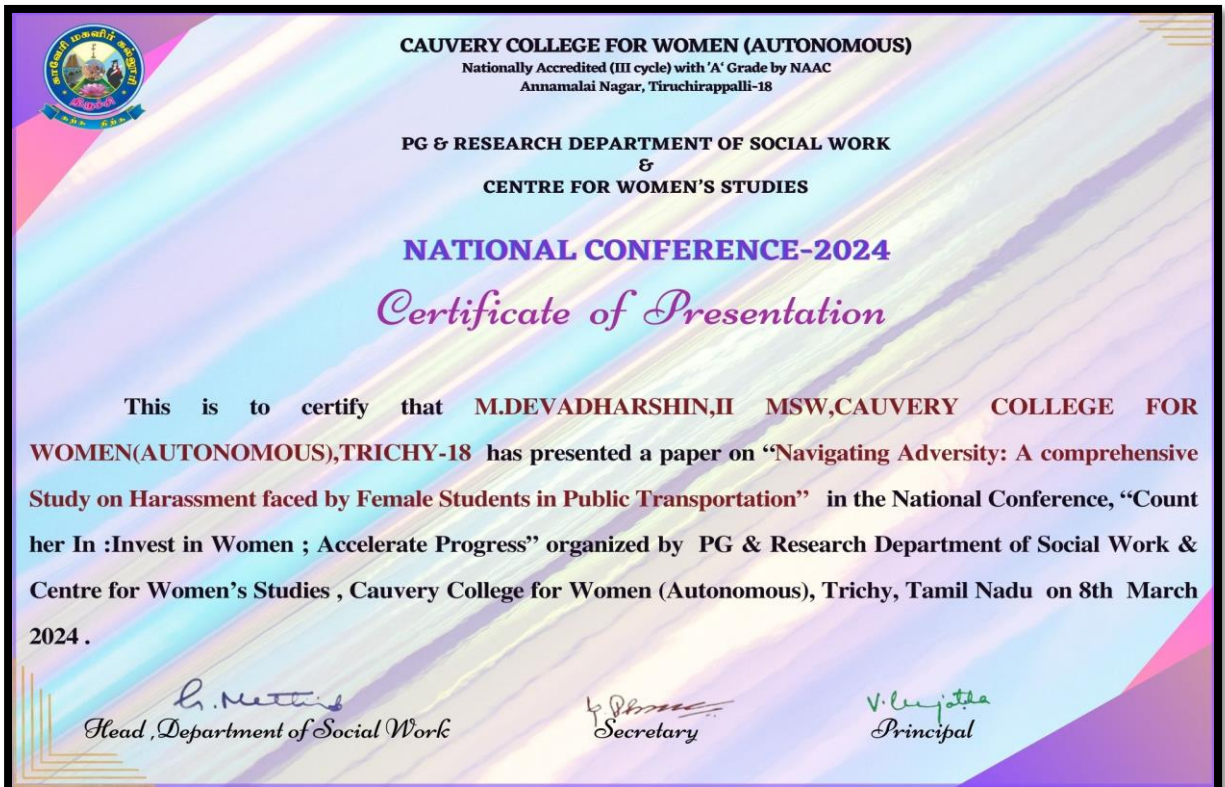 காவேரி மகளிர் கல்லூரி
திருச்சி
கற்க நிற்க
CAUVERY COLLEGE FOR WOMEN (AUTONOMOUS)
Nationally Accredited (III cycle) with 'A' Grade by NAAC
Annamalai Nagar, Tiruchirappalli-18
PG & RESEARCH DEPARTMENT OF SOCIAL WORK
&
CENTRE FOR WOMEN'S STUDIES
NATIONAL CONFERENCE-2024
Certificate of Presentation
This is to certify that M.DEVADHARSHIN,II MSW,CAUVERY COLLEGE FOR
WOMEN(AUTONOMOUS),TRICHY-18 has presented a paper on “Navigating Adversity: A comprehensive
Study on Harassment faced by Female Students in Public Transportation” in the National Conference, “Count
her In :Invest in Women ; Accelerate Progress” organized by PG & Research Department of Social Work &
Centre for Women’s Studies , Cauvery College for Women (Autonomous), Trichy, Tamil Nadu on 8th March
2024 .
Head ,Department of Social Work
Secretary
Principal